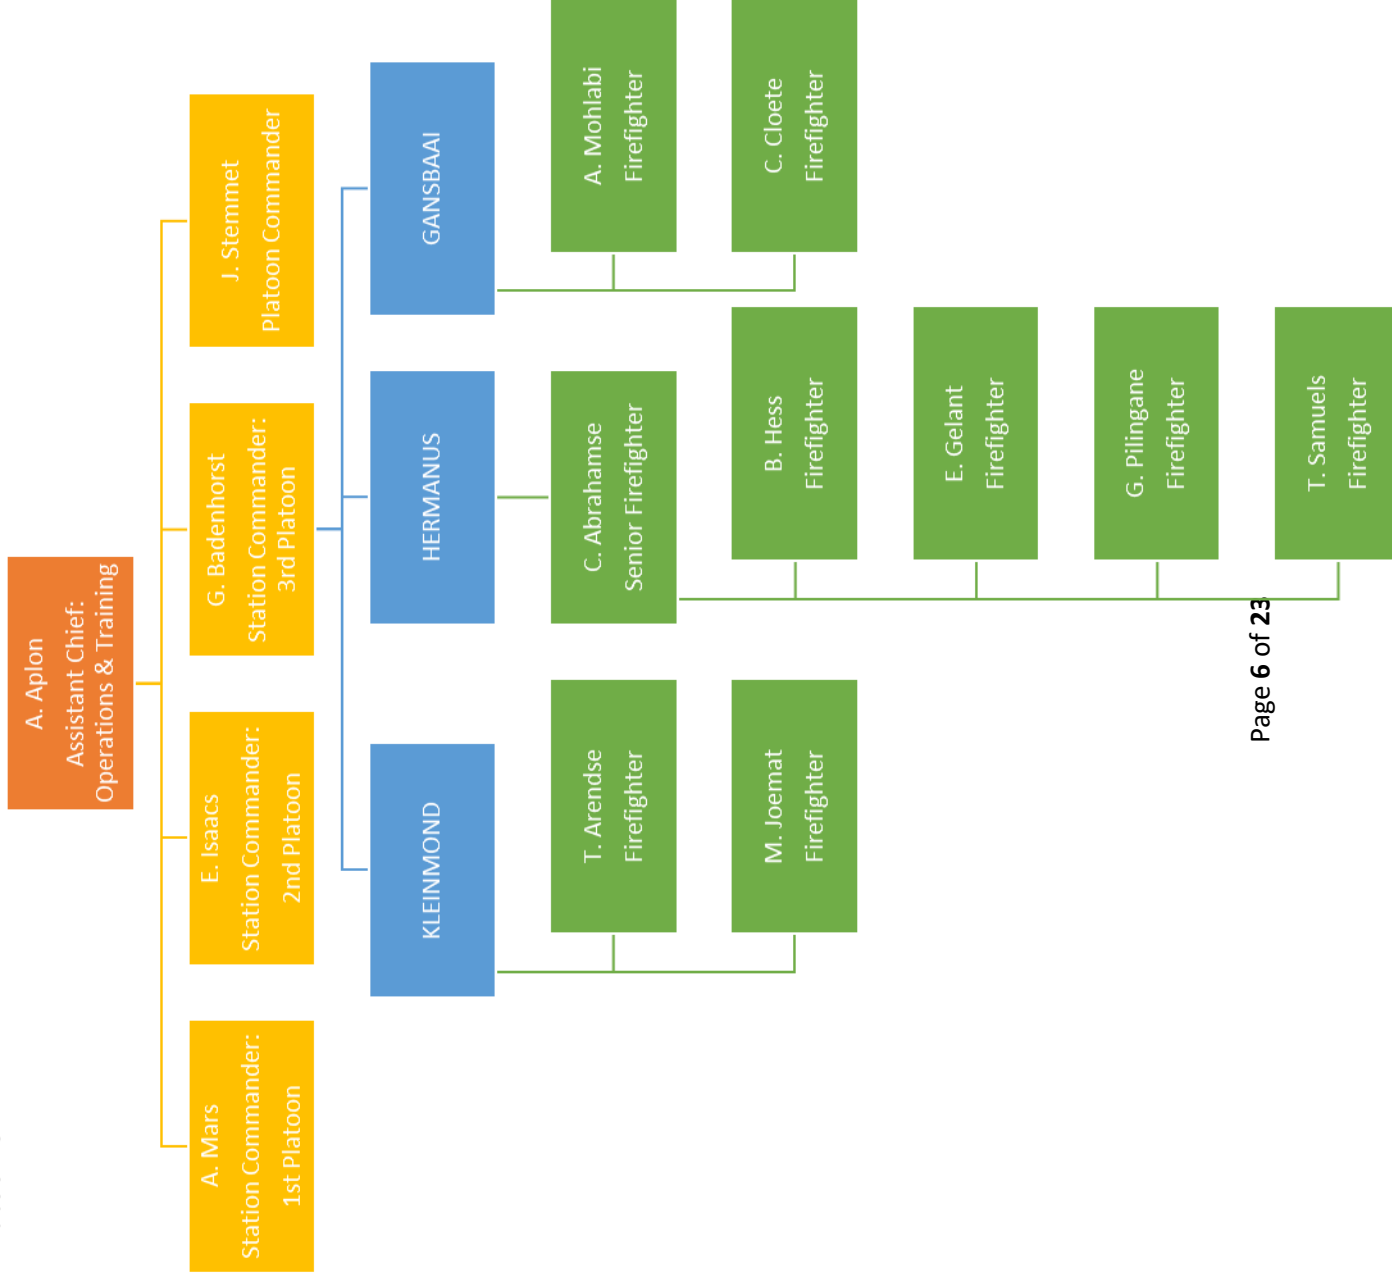 A. Aplon
Assistant Chief:
Operations & Training
A. Mars
Station Commander:
1st Platoon
E. Isaacs
Station Commander:
2nd Platoon
G. Badenhorst
Station Commander:
3rd Platoon
J. Stemmet
Platoon Commander
KLEINMOND
HERMANUS
GANSBAAI
T. Arendse
Firefighter
M. Joemat
Firefighter
C. Abrahamse
Senior Firefighter
B. Hess
Firefighter
E. Gelant
Firefighter
G. Pilingane
Firefighter
T. Samuels
Firefighter
A. Mohlabi
Firefighter
C. Cloete
Firefighter
Page 6 of 23